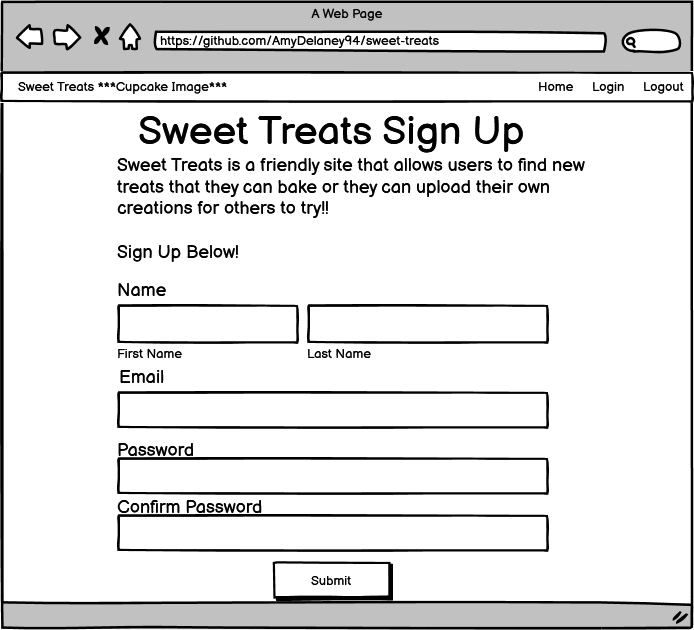 A Web Page
https://github.com/AmyDelaney94/sweet-treats
Sweet Treats ***Cupcake Image*** Home Login Logout
Sweet Treats Sign Up
Sweet Treats is a friendly site that allows users to find new
treats that they can bake or they can upload their own
creations for others to try!!
Sign Up Below!
Name
First Name Last Name
Email
Password
Confirm Password
Submit